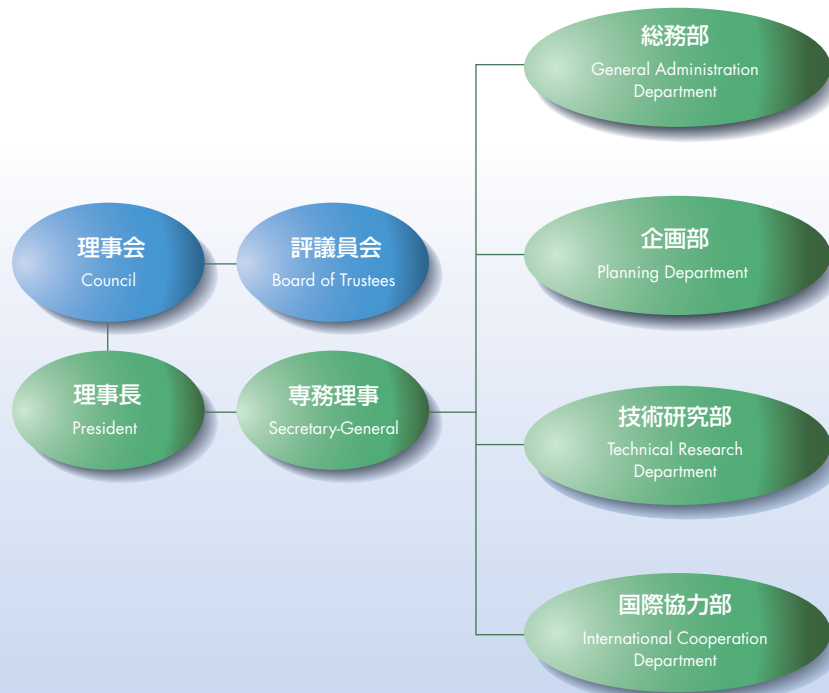 総務部
General Administration
Department
企画部
Planning Department
理事会
Council
評議員会
Board of Trustees
理事長
President
専務理事
Secretary-General
技術研究部
Technical Research
Department
国際協力部
International Cooperation
Department